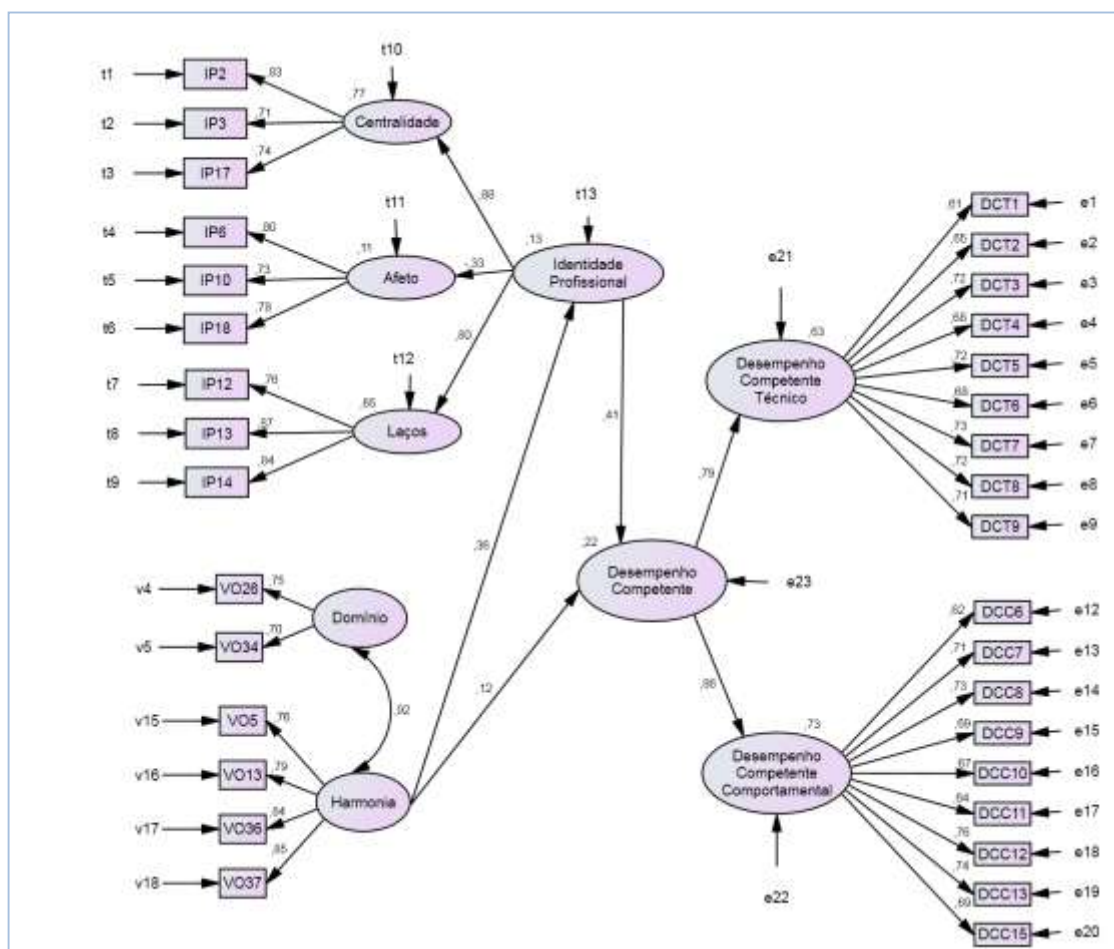 t10
t1
IP2
,83
,77
Centralidade
t2
IP3
,71
t3
IP17
,74
,88
t11
t13
t4
IP6
,80
,11
Afeto
-,33
,13
Identidade
Profissional
t5
IP10
,73
t6
IP18
,78
,80
t12
t7
IP12
,76
,65
Laços
t8
IP13
,87
t9
IP14
,84
,41
,36
e21
,63
Desempenho
Competente
Técnico
,61
DCT1
e1
,65
DCT2
e2
,72
DCT3
e3
DCT4
e4
,72
DCT5
e5
,68
DCT6
e6
,73
DCT7
e7
,72
DCT8
e8
,71
DCT9
e9
,79
,22
Desempenho
Competente
e23
v4
VO26
,75
Domínio
v5
VO34
,70
,92
,12
v15
VO5
,76
v16
VO13
,79
Harmonia
v17
VO36
,84
v18
VO37
,85
,86
,73
Desempenho
Competente
Comportamental
e22
,62
DCC6
e12
,71
DCC7
e13
,73
DCC8
e14
,69
DCC9
e15
,67
DCC10
e16
,64
DCC11
e17
,76
DCC12
e18
,74
DCC13
e19
,69
DCC15
e20